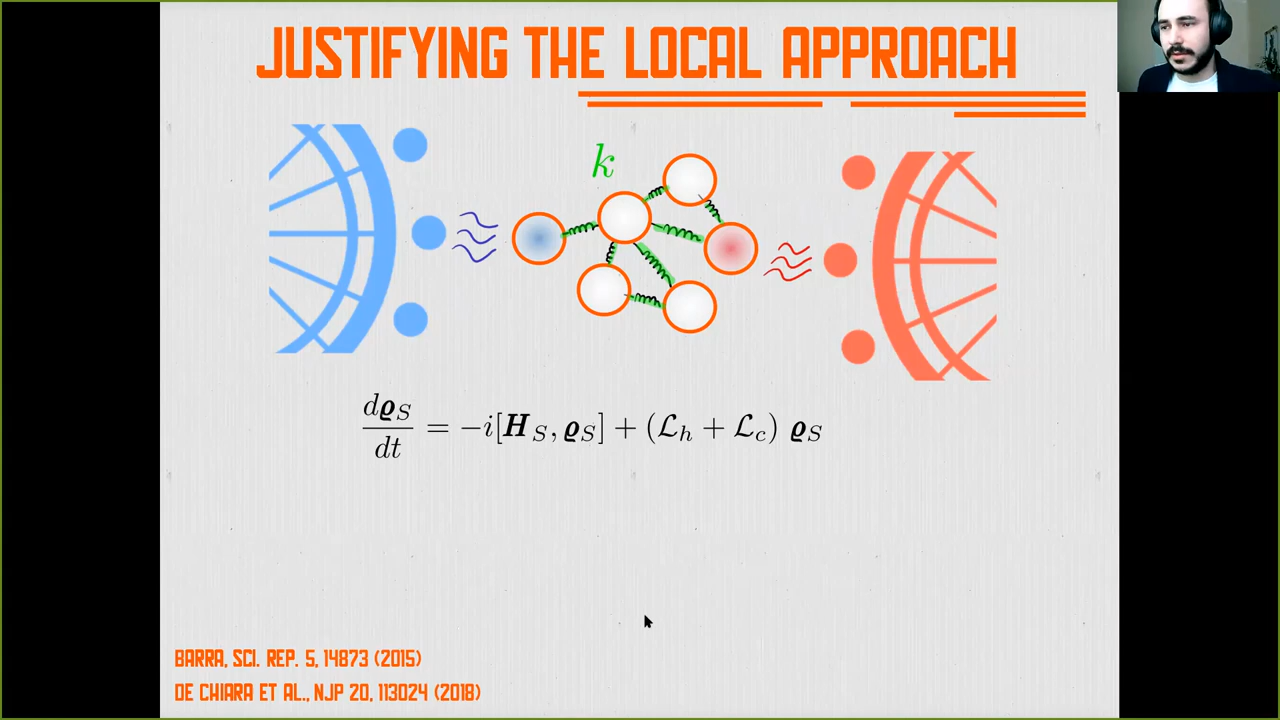 JUSTIFYING THE LOCAL APPROACH
k
dϱ_S/dt = −i[H_S, ϱ_S] + (ℒ_h + ℒ_c) ϱ_S
BARRA, SCI. REP. 5, 14873 (2015)
DE CHIARA ET AL., NJP 20, 113024 (2018)